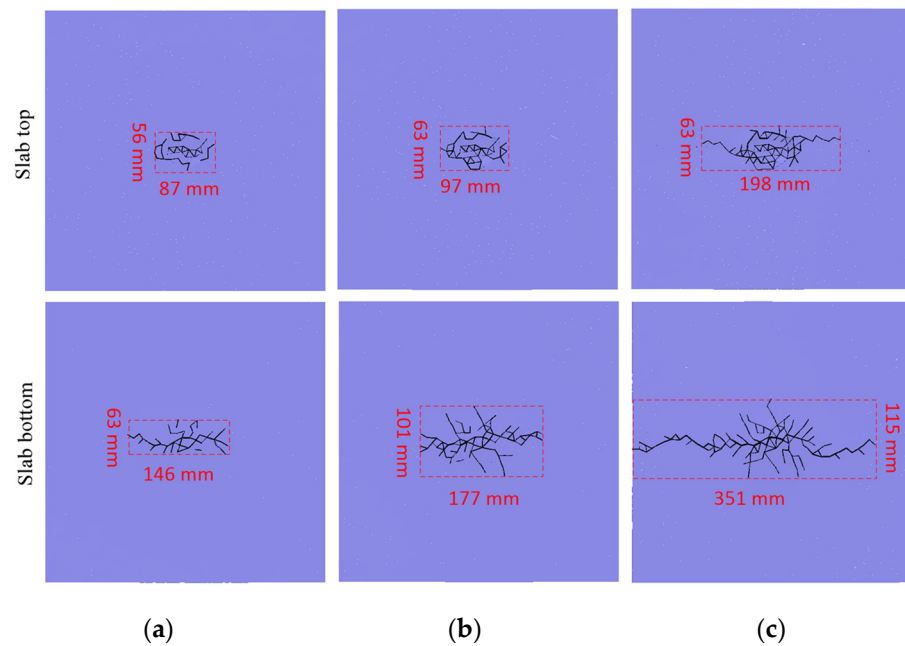 Slab top
56 mm
87 mm
63 mm
97 mm
63 mm
198 mm
Slab bottom
63 mm
146 mm
101 mm
177 mm
115 mm
351 mm
(a)
(b)
(c)